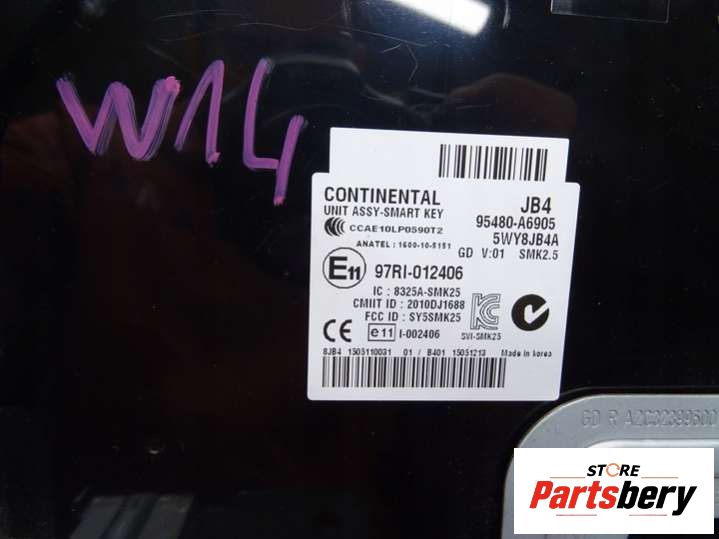 W14
CONTINENTAL
UNIT ASSY-SMART KEY
CCAE10LP0590T2
ANATEL : 1600-10-5151
JB4
95480-A6905
5WY8JB4A
GD V:01 SMK2.5
E11 97RI-012406
IC : 8325A-SMK25
CMIIT ID : 2010DJ1688
FCC ID : SY5SMK25
CE e11 I-002406
SVI-SMK25
8JB4 1505110031 01 / B401 15051213 Made in korea
GD R A2C32399600
STORE
Partsbery